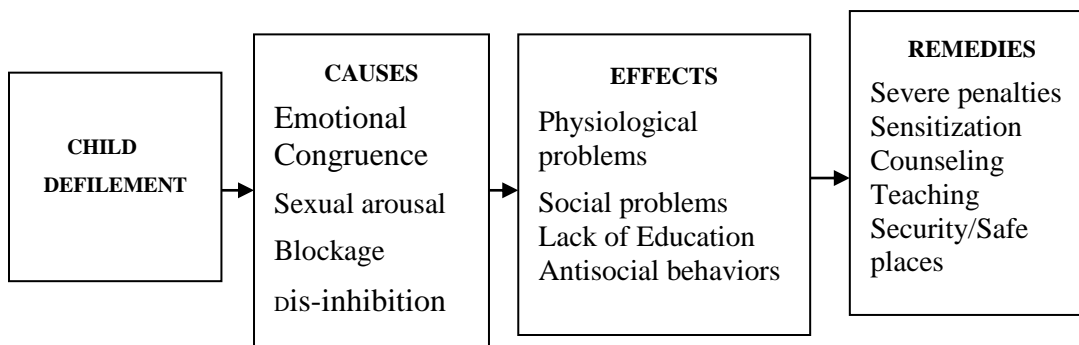 CHILD
DEFILEMENT
CAUSES
Emotional
Congruence
Sexual arousal
Blockage
Dis-inhibition
EFFECTS
Physiological
problems
Social problems
Lack of Education
Antisocial behaviors
REMEDIES
Severe penalties
Sensitization
Counseling
Teaching
Security/Safe
places